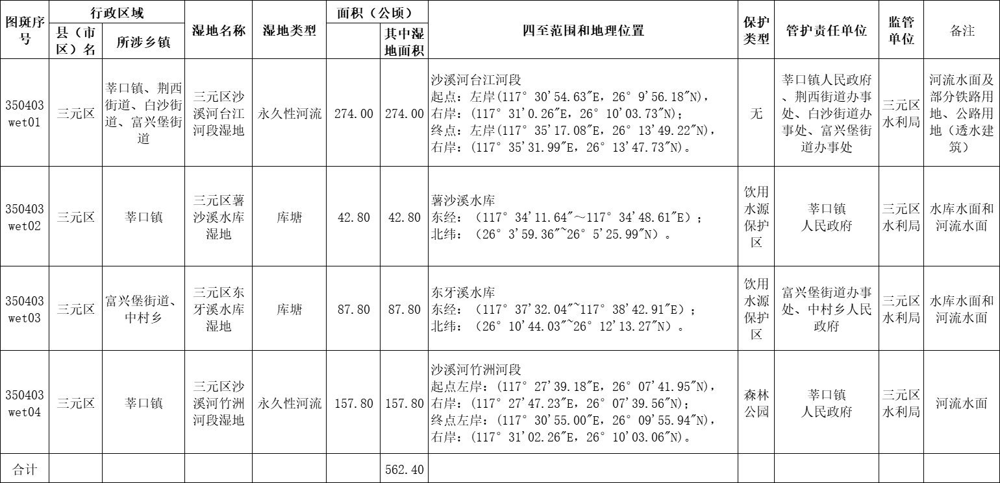 图斑序号
行政区域
县（市区）名
所涉乡镇
湿地名称
湿地类型
面积（公顷）
其中湿地面积
四至范围和地理位置
保护类型
管护责任单位
监管单位
备注
350403
wet01
三元区
莘口镇、荆西
街道、白沙街
道、富兴堡街
道
三元区沙
溪河台江
河段湿地
永久性河流
274.00
274.00
沙溪河台江河段
起点：左岸(117°30'54.63"E，26°9'56.18"N)，
右岸：(117°31'0.26"E，26°10'03.73"N)；
终点：左岸(117°35'17.08"E，26°13'49.22"N)，
右岸：(117°35'31.99"E，26°13'47.73"N)。
无
莘口镇人民政府
、荆西街道办事
处、白沙街道办
事处、富兴堡街
道办事处
三元区
水利局
河流水面及
部分铁路用
地、公路用
地（透水建
筑）
350403
wet02
三元区
莘口镇
三元区薯
沙溪水库
湿地
库塘
42.80
42.80
薯沙溪水库
东经：（117°34'11.64"～117°34'48.61"E）；
北纬：（26°3'59.36"~26°5'25.99"N）。
饮用
水源
保护
区
莘口镇
人民政府
三元区
水利局
水库水面和
河流水面
350403
wet03
三元区
富兴堡街道、
中村乡
三元区东
牙溪水库
湿地
库塘
87.80
87.80
东牙溪水库
东经：（117°37'32.04"~117°38'42.91"E）；
北纬：（26°10'44.03"~26°12'13.27"N）。
饮用
水源
保护
区
富兴堡街道办事
处、中村乡人民
政府
三元区
水利局
水库水面和
河流水面
350403
wet04
三元区
莘口镇
三元区沙
溪河竹洲
河段湿地
永久性河流
157.80
157.80
沙溪河竹洲河段
起点左岸：(117°27'39.18"E，26°07'41.95"N)，
右岸：(117°27'47.23"E，26°07'39.56"N)；
终点左岸：(117°30'55.00"E，26°09'55.94"N)，
右岸：(117°31'02.26"E，26°10'03.06"N)。
森林
公园
莘口镇
人民政府
三元区
水利局
河流水面
合计
562.40